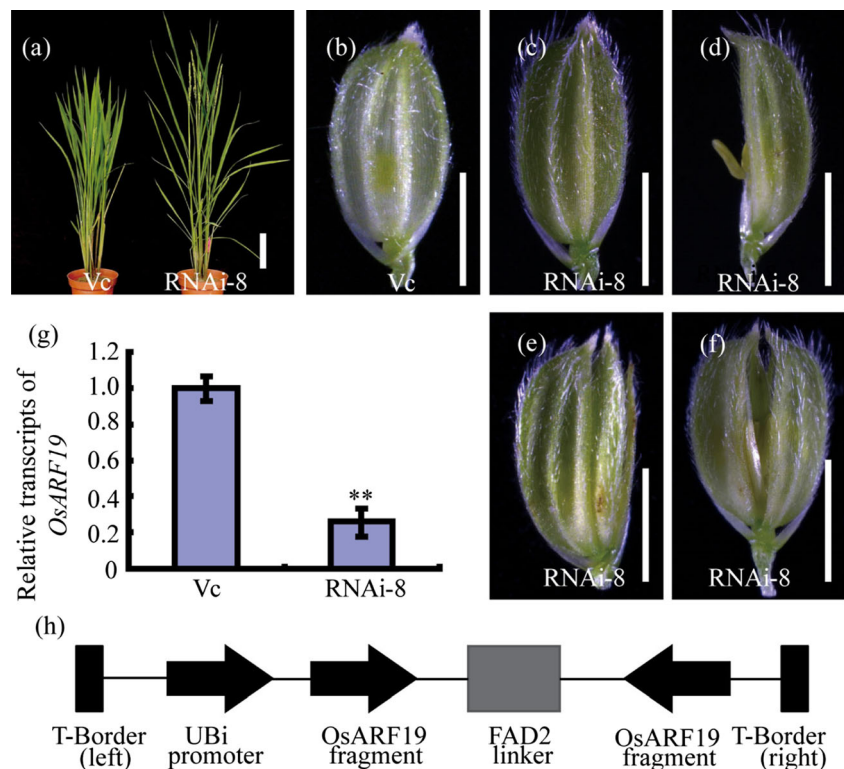 (a)
Vc
RNAi-8
(b)
Vc
(c)
RNAi-8
(d)
RNAi-8
(e)
RNAi-8
(f)
RNAi-8
(g)
Relative transcripts of
OsARF19
1.2
1.0
0.8
0.6
0.4
0.2
0
**
Vc
RNAi-8
(h)
T-Border
(left)
UBi
promoter
OsARF19
fragment
FAD2
linker
OsARF19
fragment
T-Border
(right)